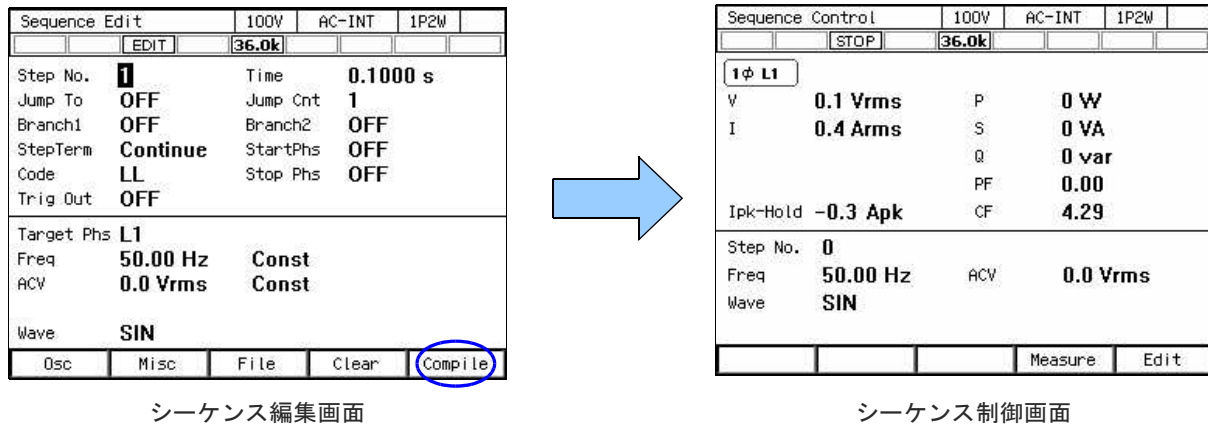 Sequence Edit 100V AC-INT 1P2W
EDIT 36.0k
Step No. 1 Time 0.1000 s
Jump To OFF Jump Cnt 1
Branch1 OFF Branch2 OFF
StepTerm Continue StartPhs OFF
Code LL Stop Phs OFF
Trig Out OFF
Target Phs L1
Freq 50.00 Hz Const
ACV 0.0 Vrms Const
Wave SIN
Osc Misc File Clear Compile
シーケンス編集画面
Sequence Control 100V AC-INT 1P2W
STOP 36.0k
1ϕ L1
V 0.1 Vrms P 0 W
I 0.4 Arms S 0 VA
Q 0 var
PF 0.00
Ipk-Hold -0.3 Apk CF 4.29
Step No. 0
Freq 50.00 Hz ACV 0.0 Vrms
Wave SIN
Measure Edit
シーケンス制御画面